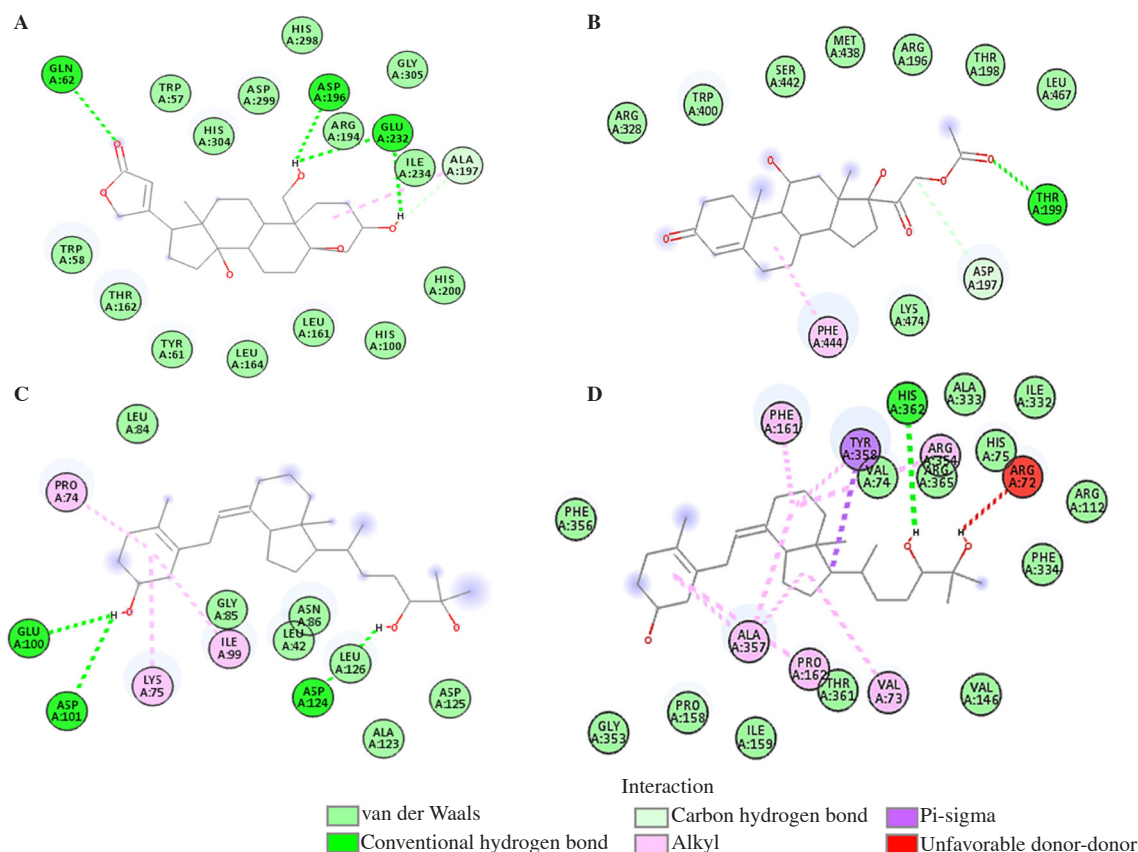 A
GLN
A:62
TRP
A:57
HIS
A:304
ASP
A:299
HIS
A:298
ASP
A:196
ARG
A:194
GLY
A:305
GLU
A:232
ILE
A:234
ALA
A:197
O
O
H
O
H
O
O
O
TRP
A:58
THR
A:162
TYR
A:61
LEU
A:164
LEU
A:161
HIS
A:100
HIS
A:200
B
ARG
A:328
TRP
A:400
SER
A:442
MET
A:438
ARG
A:196
THR
A:198
LEU
A:467
THR
A:199
O
O
O
O
O
O
ASP
A:197
LYS
A:474
PHE
A:444
C
LEU
A:84
PRO
A:74
H
O
GLU
A:100
ASP
A:101
LYS
A:75
GLY
A:85
ILE
A:99
ASN
A:86
LEU
A:42
LEU
A:126
H
O
O
ASP
A:124
ASP
A:125
ALA
A:123
D
PHE
A:161
TYR
A:358
HIS
A:362
ALA
A:333
ILE
A:332
VAL
A:74
ARG
A:354
ARG
A:365
HIS
A:75
ARG
A:72
ARG
A:112
PHE
A:356
PHE
A:334
H
O
H
O
O
ALA
A:357
PRO
A:162
THR
A:361
VAL
A:73
VAL
A:146
PRO
A:158
ILE
A:159
GLY
A:353
Interaction
van der Waals
Carbon hydrogen bond
Pi-sigma
Conventional hydrogen bond
Alkyl
Unfavorable donor-donor